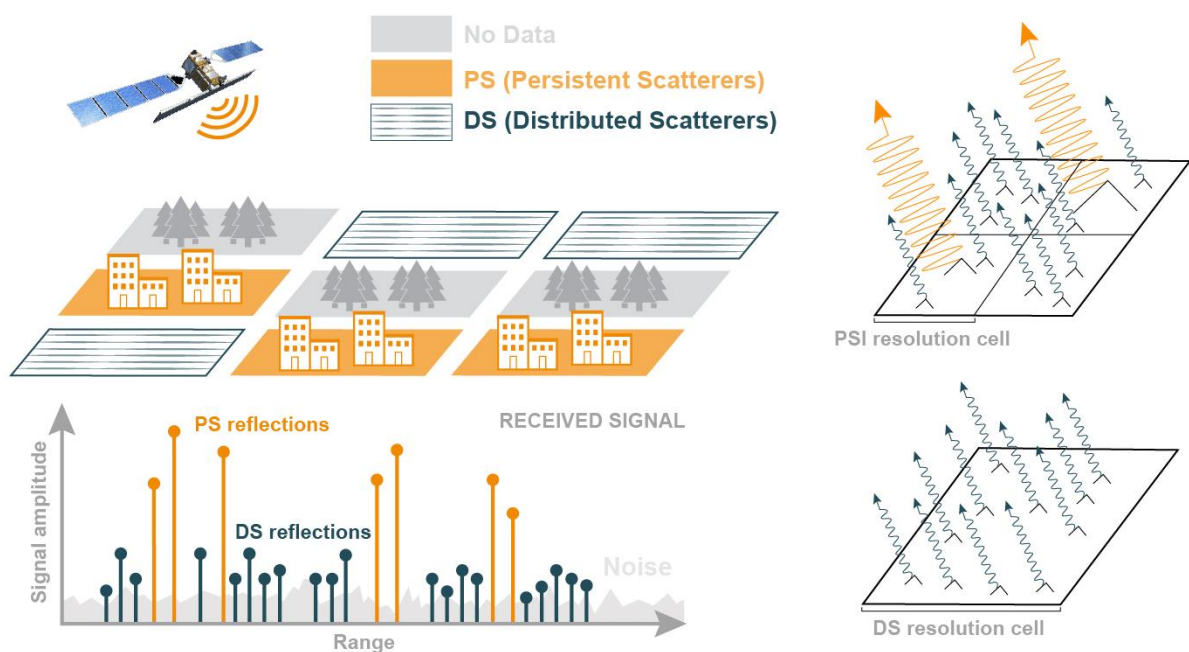 No Data
PS (Persistent Scatterers)
DS (Distributed Scatterers)
PSI resolution cell
RECEIVED SIGNAL
PS reflections
DS reflections
Noise
Signal amplitude
Range
DS resolution cell